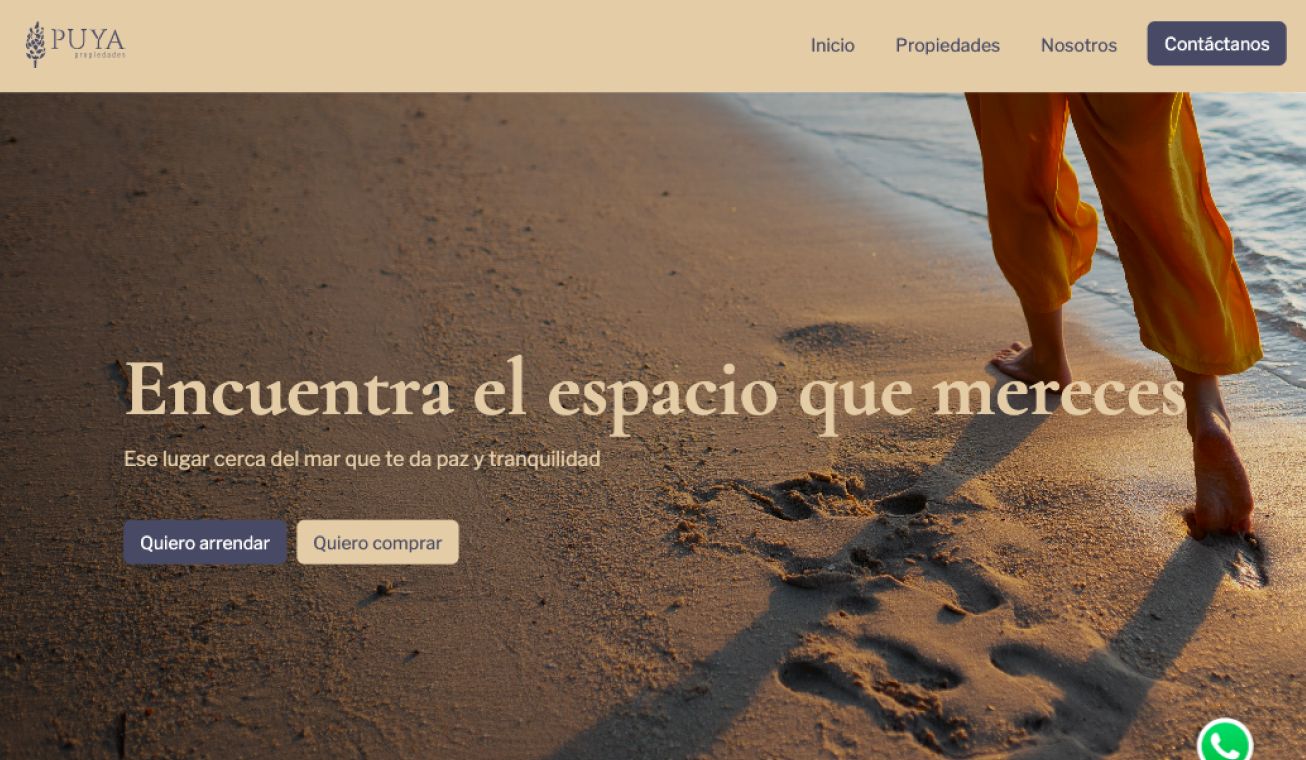 PUYA
propiedades
Inicio
Propiedades
Nosotros
Contáctanos
Encuentra el espacio que mereces
Ese lugar cerca del mar que te da paz y tranquilidad
Quiero arrendar
Quiero comprar